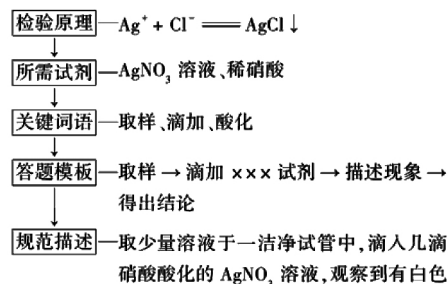 检验原理—Ag⁺ + Cl⁻ ══ AgCl↓
所需试剂—AgNO₃ 溶液、稀硝酸
关键词语—取样、滴加、酸化
答题模板—取样→滴加×××试剂→描述现象→
得出结论
规范描述—取少量溶液于一洁净试管中,滴入几滴
硝酸酸化的 AgNO₃ 溶液,观察到有白色